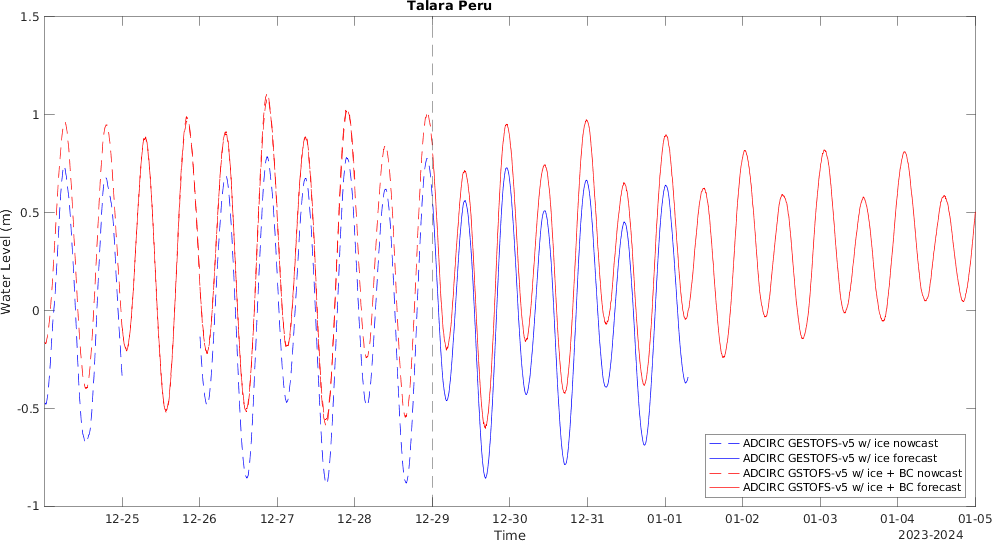 Talara Peru
1.5
1
0.5
0
-0.5
-1
Water Level (m)
12-25 12-26 12-27 12-28 12-29 12-30 12-31 01-01 01-02 01-03 01-04 01-05
Time
2023-2024
ADCIRC GESTOFS-v5 w/ ice nowcast
ADCIRC GESTOFS-v5 w/ ice forecast
ADCIRC GSTOFS-v5 w/ ice + BC nowcast
ADCIRC GSTOFS-v5 w/ ice + BC forecast